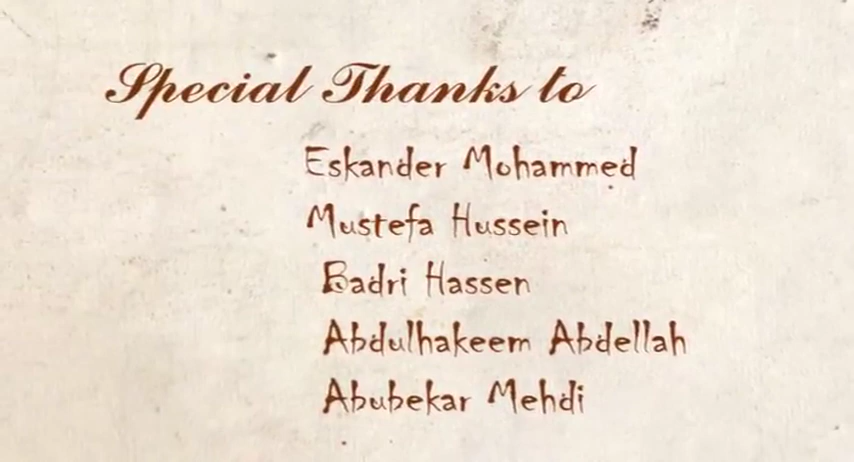 Special Thanks to
Eskander Mohammed
Mustefa Hussein
Badri Hassen
Abdulhakeem Abdellah
Abubekar Mehdi